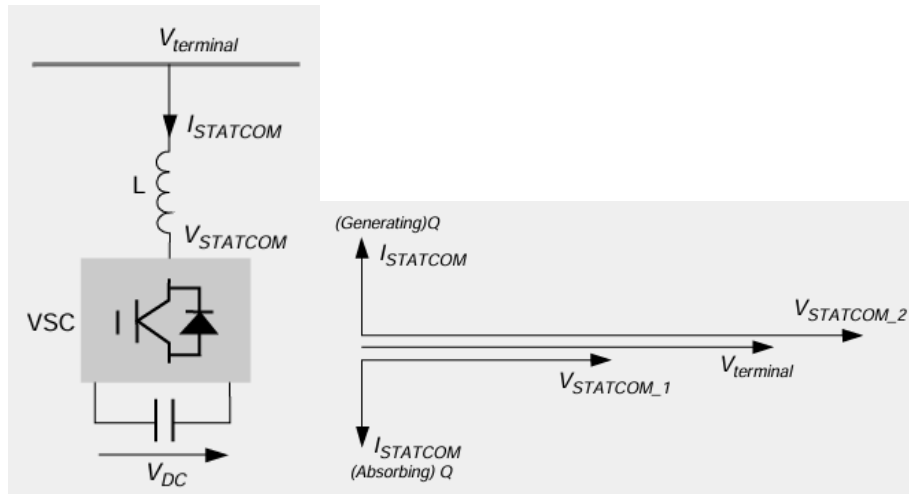 V_terminal
I_STATCOM
L
V_STATCOM
VSC
V_DC
(Generating)Q
I_STATCOM
V_STATCOM_2
V_terminal
V_STATCOM_1
I_STATCOM
(Absorbing) Q